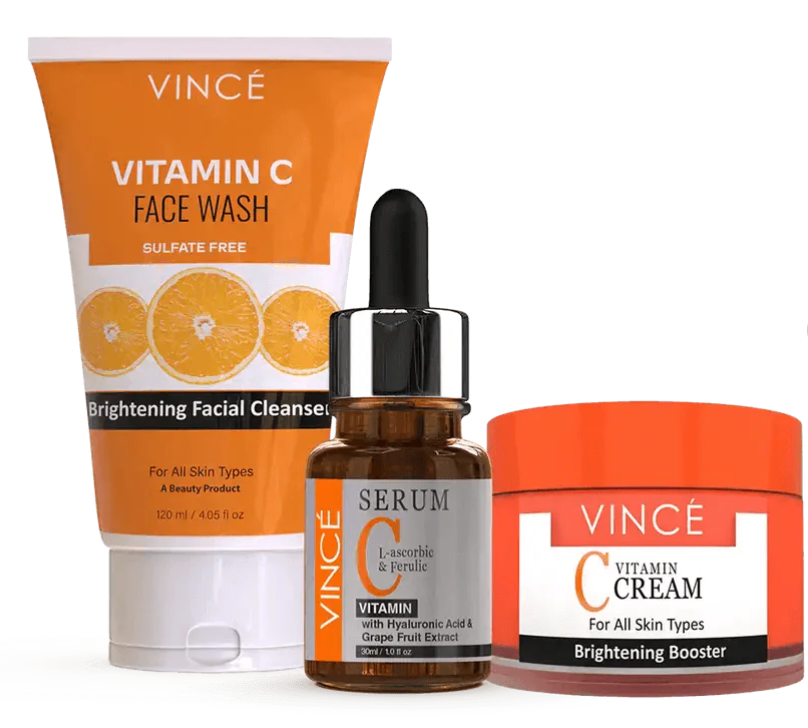 VINCÉ
VITAMIN C
FACE WASH
SULFATE FREE
Brightening Facial Cleanser
For All Skin Types
A Beauty Product
120 ml / 4.05 fl oz
SERUM
VINCÉ
C
L-ascorbic
& Ferulic
VITAMIN
with Hyaluronic Acid &
Grape Fruit Extract
30ml / 1.0 fl oz
VINCÉ
C VITAMIN
CREAM
For All Skin Types
Brightening Booster